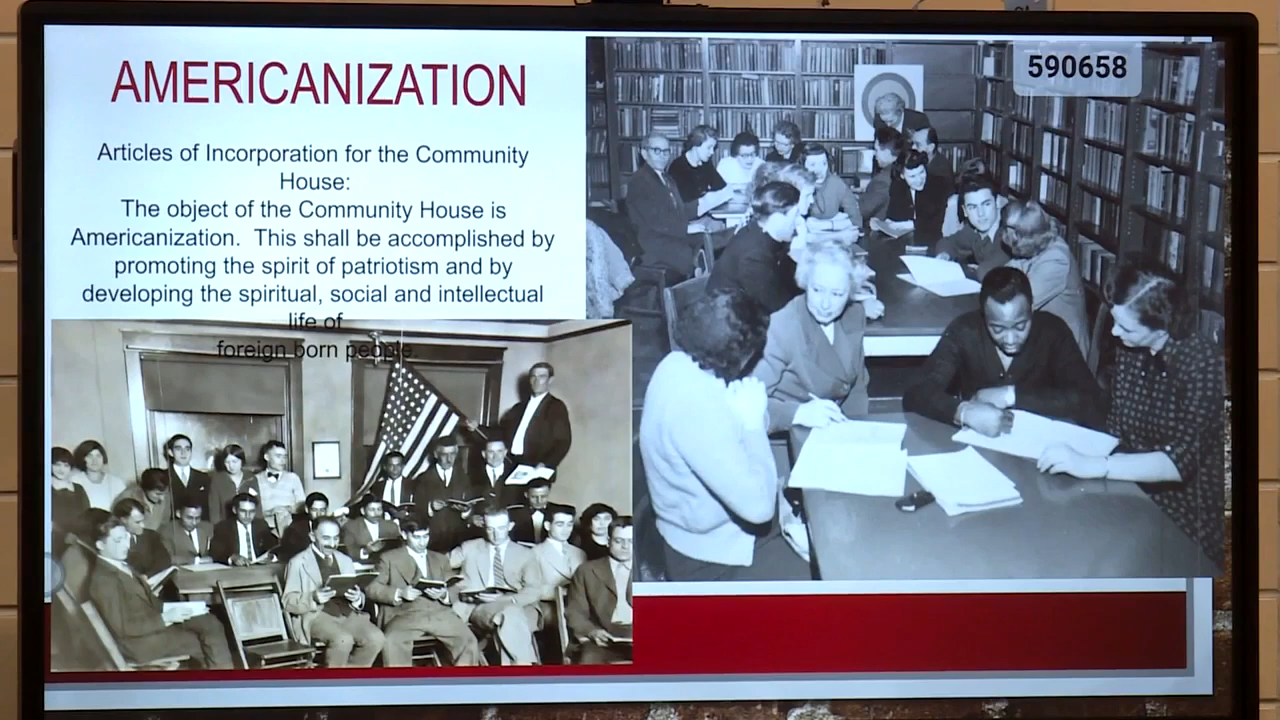 AMERICANIZATION
Articles of Incorporation for the Community
House:
The object of the Community House is
Americanization. This shall be accomplished by
promoting the spirit of patriotism and by
developing the spiritual, social and intellectual
life of
foreign born people.
590658